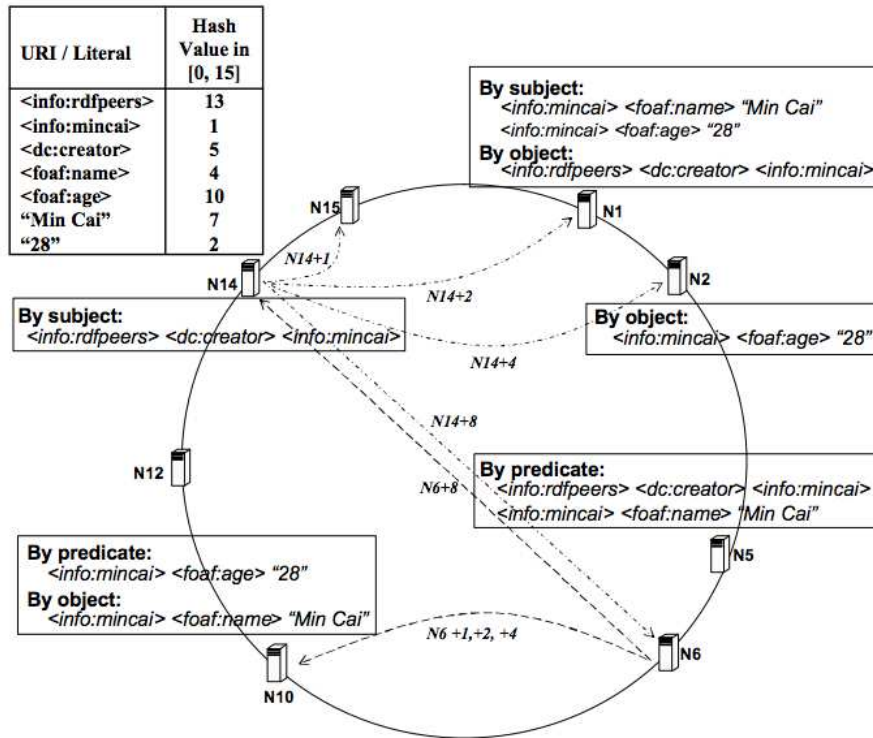 URI / Literal Hash Value in [0, 15]
<info:rdfpeers> 13
<info:mincai> 1
<dc:creator> 5
<foaf:name> 4
<foaf:age> 10
“Min Cai” 7
“28” 2
By subject:
<info:mincai> <foaf:name> “Min Cai”
<info:mincai> <foaf:age> “28”
By object:
<info:rdfpeers> <dc:creator> <info:mincai>
N15
N1
N14+1
N14
N14+2
N2
By subject:
<info:rdfpeers> <dc:creator> <info:mincai>
By object:
<info:mincai> <foaf:age> “28”
N14+4
N14+8
N12
N6+8
By predicate:
<info:rdfpeers> <dc:creator> <info:mincai>
<info:mincai> <foaf:name> “Min Cai”
By predicate:
<info:mincai> <foaf:age> “28”
By object:
<info:mincai> <foaf:name> “Min Cai”
N5
N6 +1,+2, +4
N6
N10